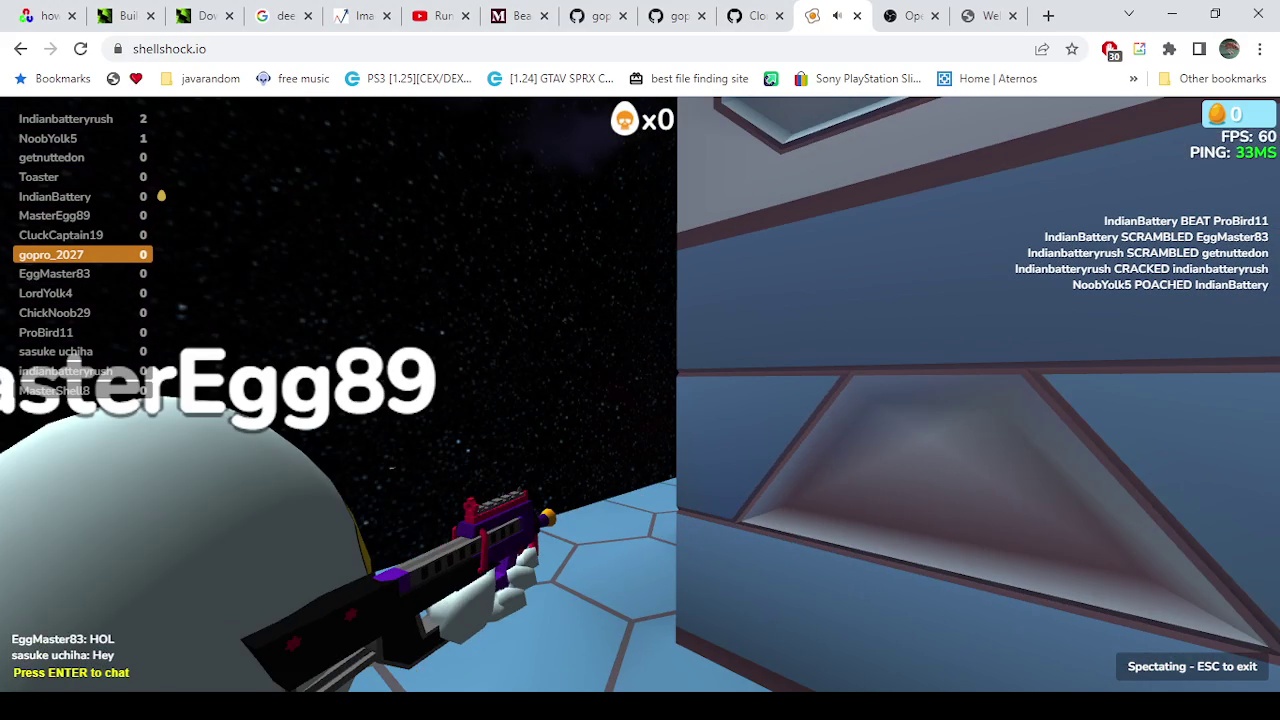 how
Buil
Dov
dee
Ima
Run
Bea
gop
gop
Clo
Ope
Wel
shellshock.io
30
Bookmarks
javarandom
free music
PS3 [1.25][CEX/DEX...
[1.24] GTAV SPRX C...
best file finding site
Sony PlayStation Sli...
Home | Aternos
Other bookmarks
Indianbatteryrush 2
NoobYolk5 1
getnuttedon 0
Toaster 0
IndianBattery 0
MasterEgg89 0
CluckCaptain19 0
gopro_2027 0
EggMaster83 0
LordYolk4 0
ChickNoob29 0
ProBird11 0
sasuke uchiha 0
indianbatteryrush 0
MasterShell8 0
x0
0
FPS: 60
PING: 33MS
IndianBattery BEAT ProBird11
IndianBattery SCRAMBLED EggMaster83
Indianbatteryrush SCRAMBLED getnuttedon
Indianbatteryrush CRACKED indianbatteryrush
NoobYolk5 POACHED IndianBattery
asterEgg89
EggMaster83: HOL
sasuke uchiha: Hey
Press ENTER to chat
Spectating - ESC to exit